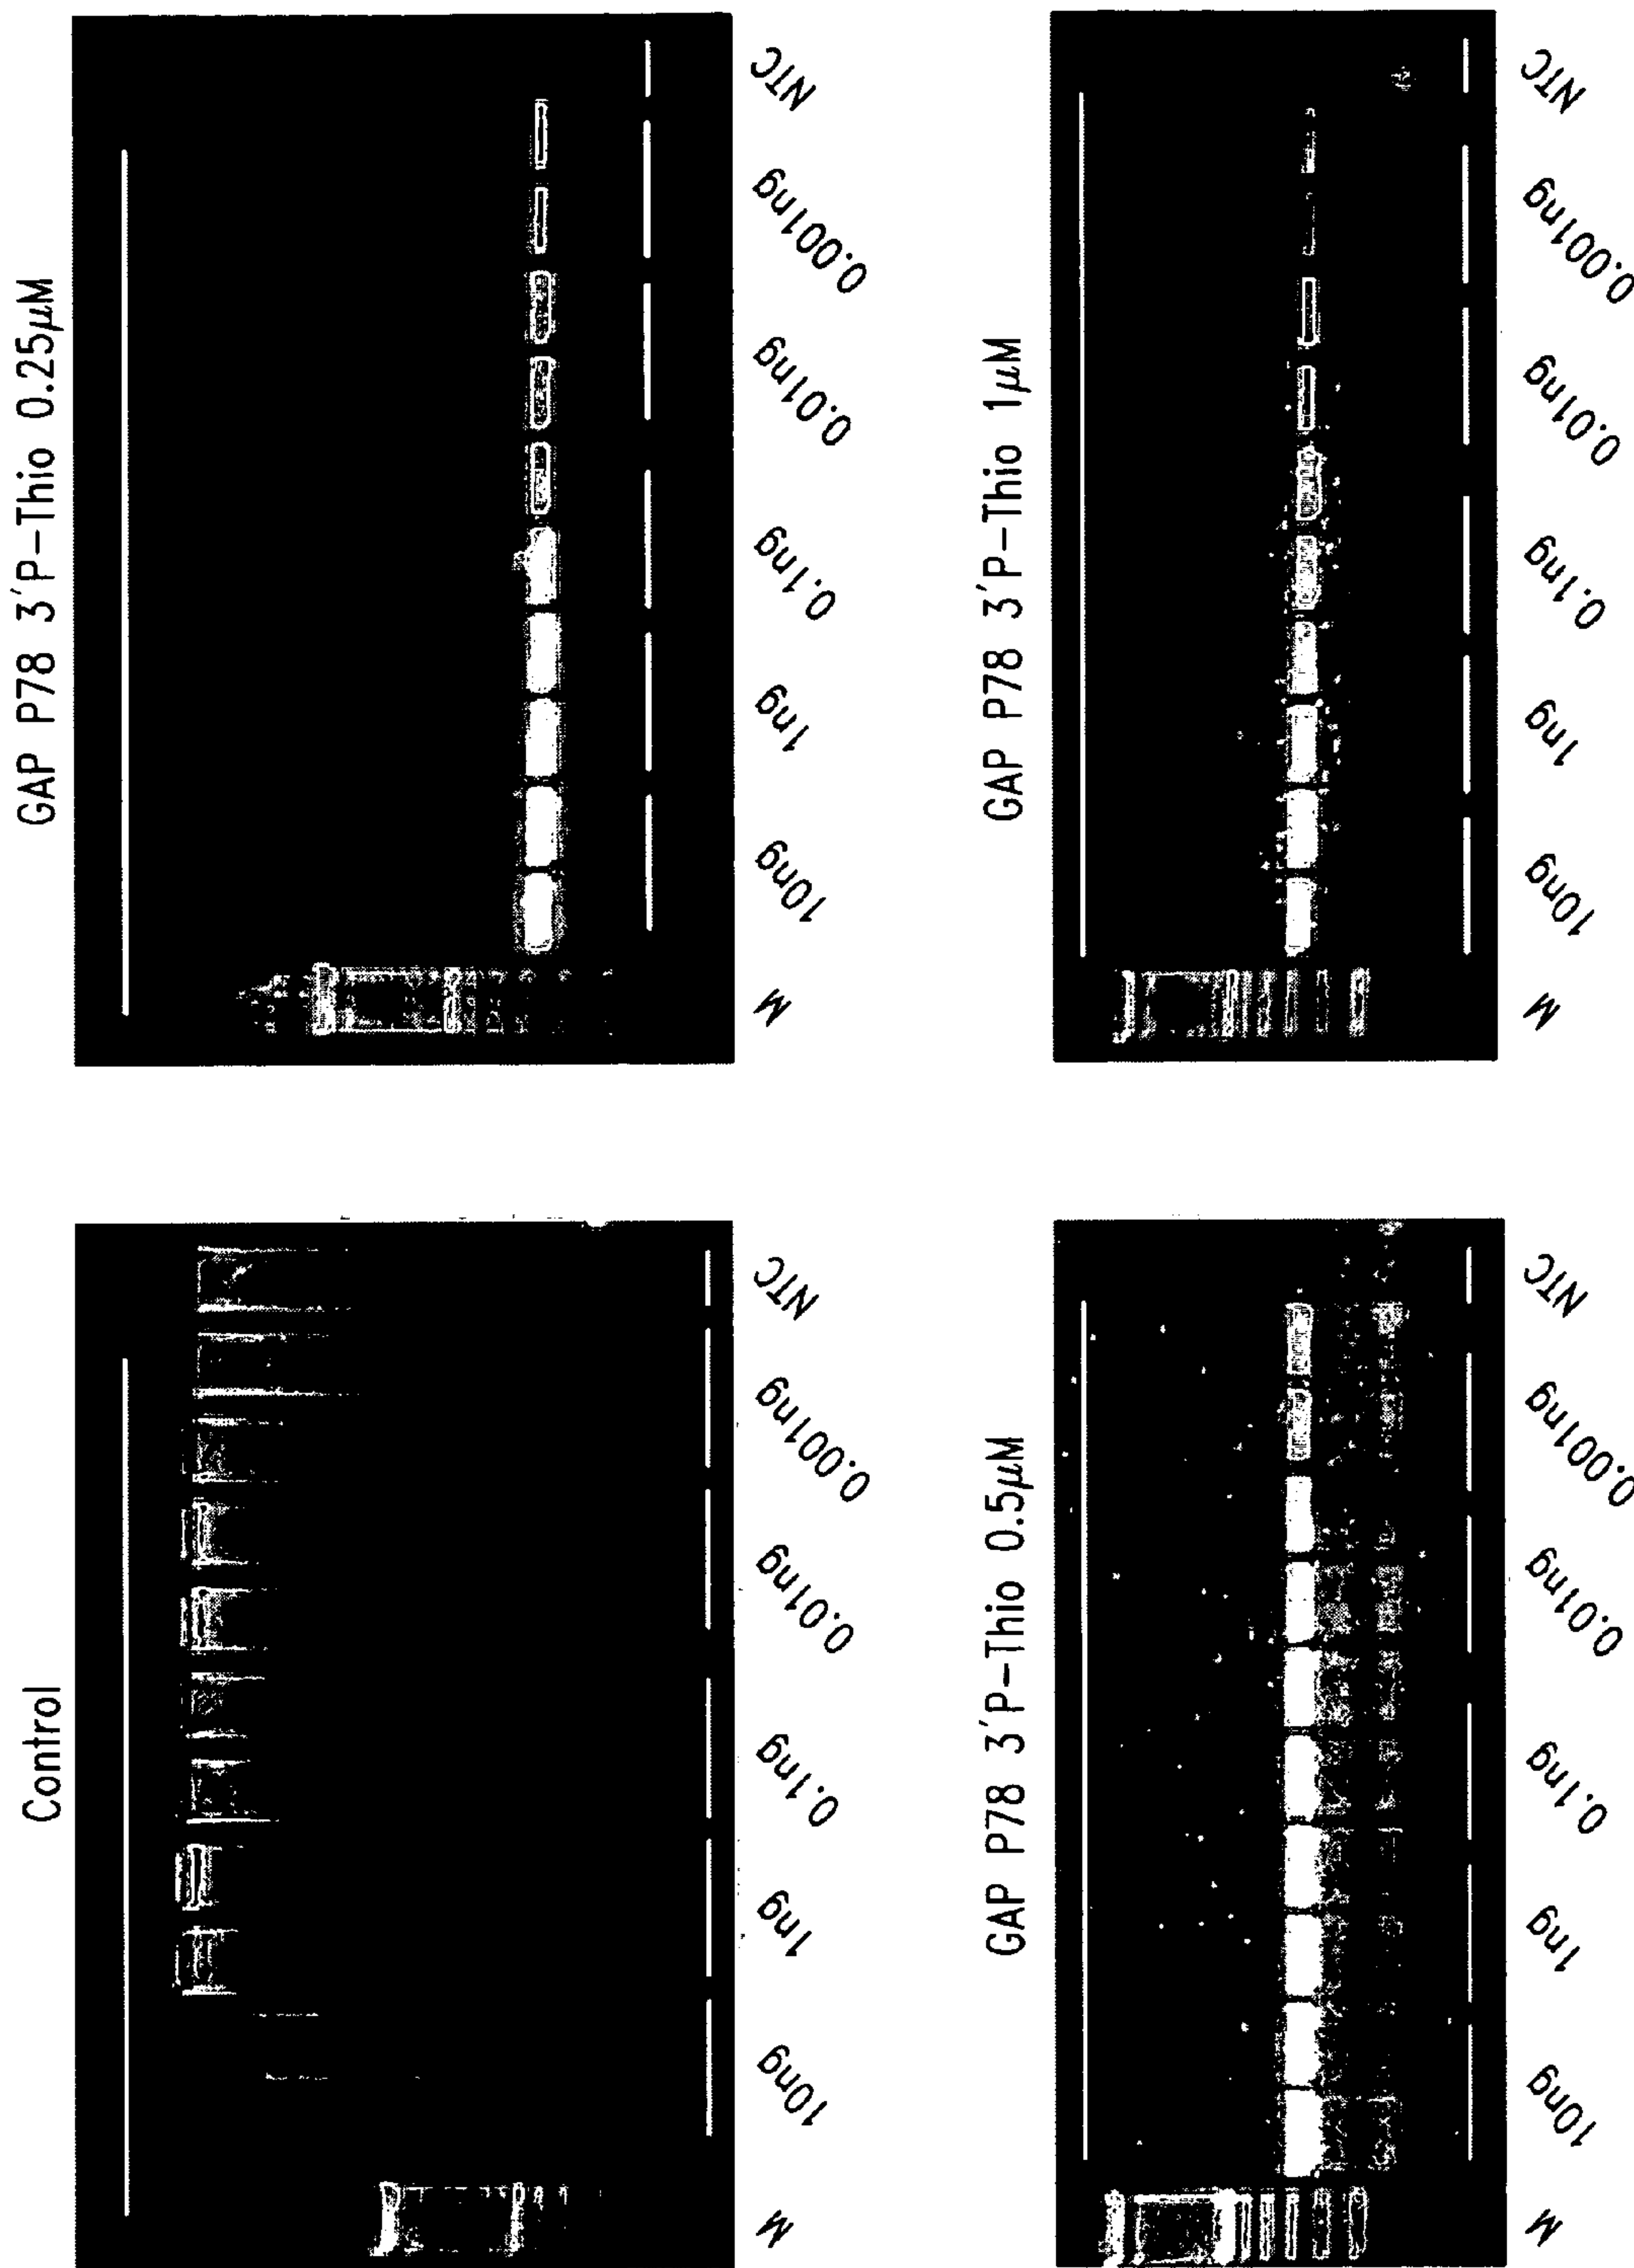 Control
M 10ng 1ng 0.1ng 0.01ng 0.001ng NTC
GAP P78 3′P-Thio 0.25μM
M 10ng 1ng 0.1ng 0.01ng 0.001ng NTC
GAP P78 3′P-Thio 0.5μM
M 10ng 1ng 0.1ng 0.01ng 0.001ng NTC
GAP P78 3′P-Thio 1μM
M 10ng 1ng 0.1ng 0.01ng 0.001ng NTC